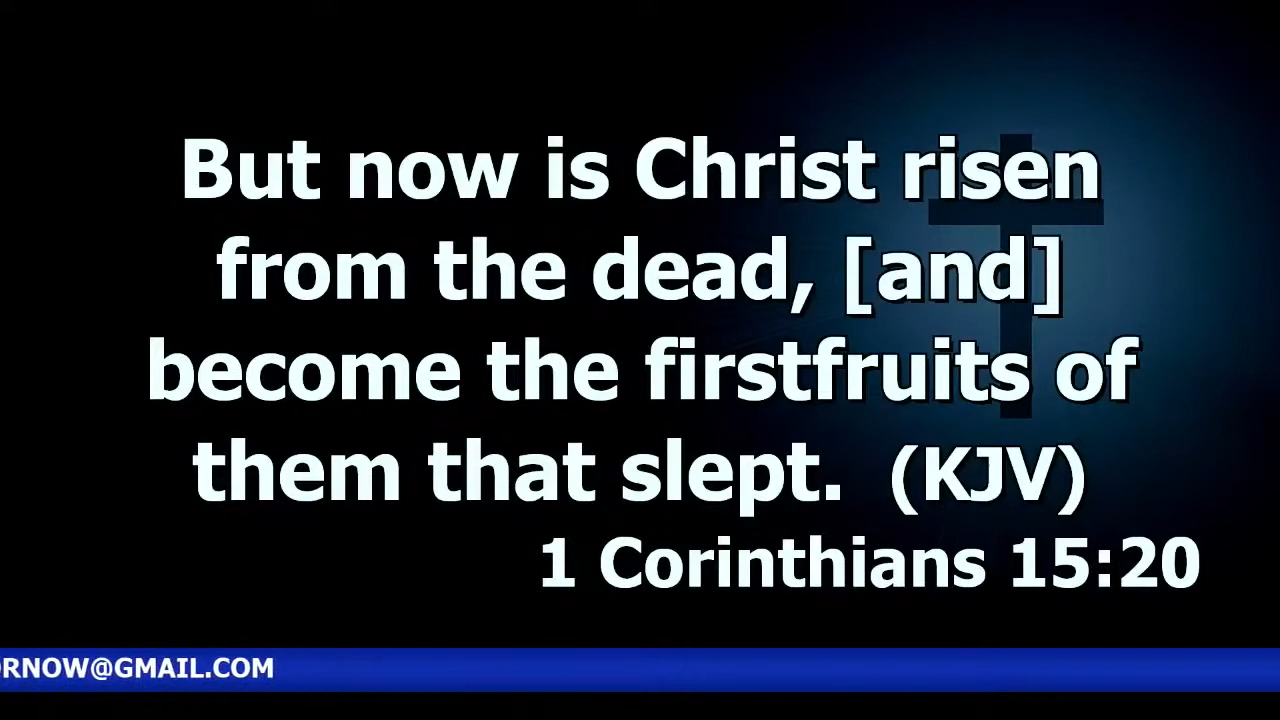 But now is Christ risen
from the dead, [and]
become the firstfruits of
them that slept. (KJV)
1 Corinthians 15:20
RNOW@GMAIL.COM